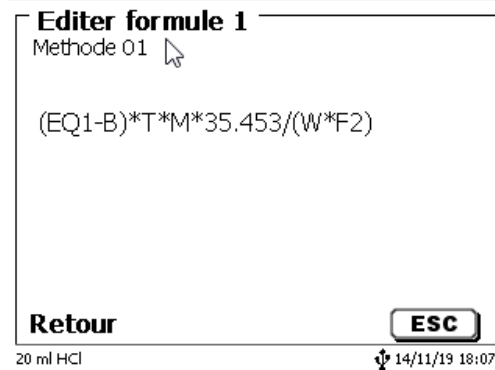 Editer formule 1
Methode 01
(EQ1-B)*T*M*35.453/(W*F2)
Retour
ESC
20 ml HCl
14/11/19 18:07